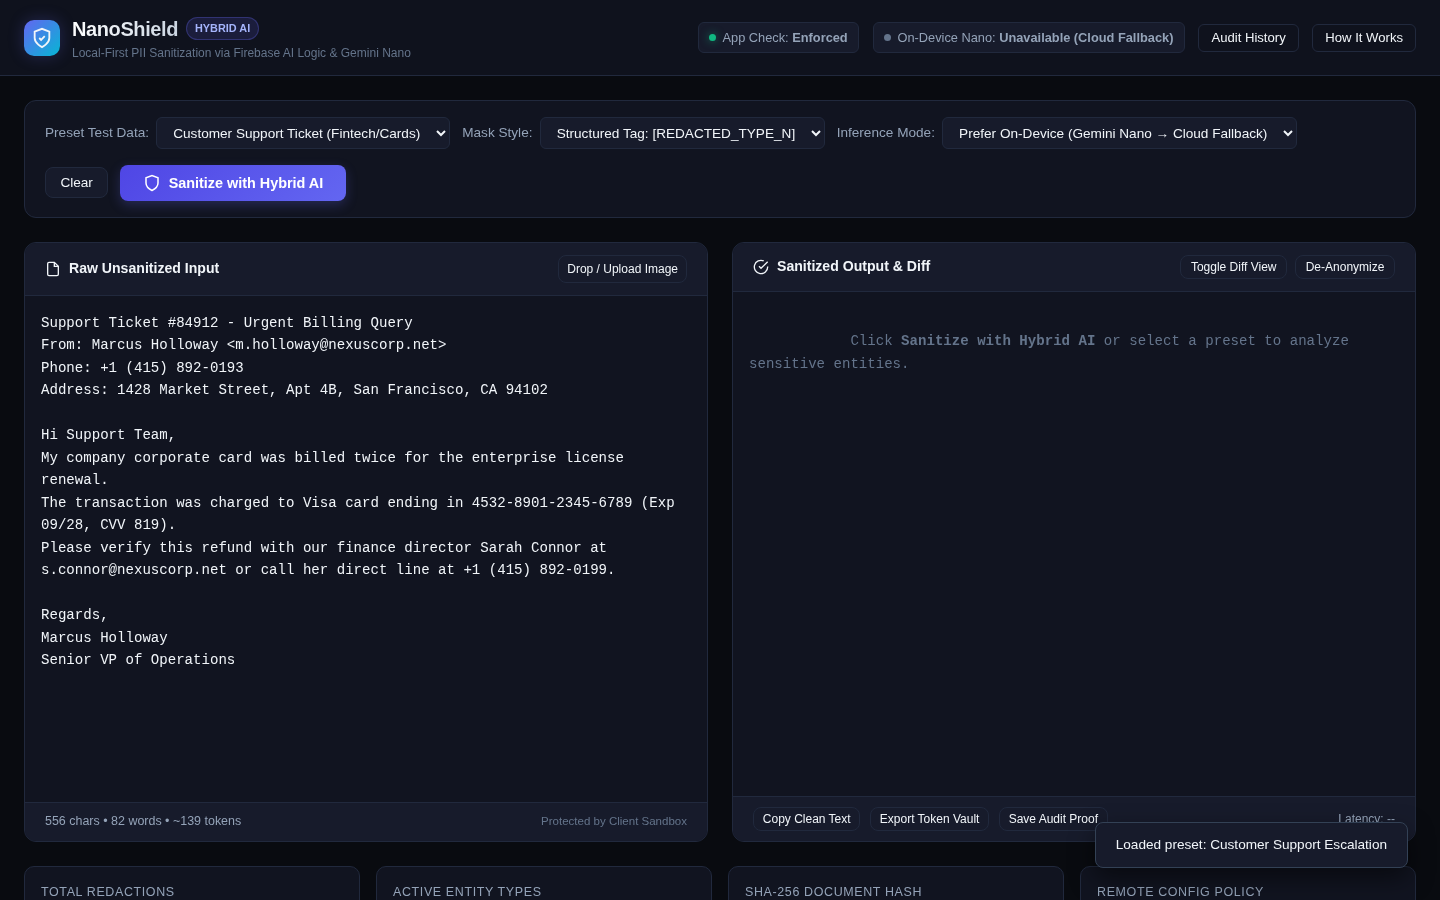 NanoShield HYBRID AI
Local-First PII Sanitization via Firebase AI Logic & Gemini Nano
App Check: Enforced
On-Device Nano: Unavailable (Cloud Fallback)
Audit History
How It Works
Preset Test Data: Customer Support Ticket (Fintech/Cards)
Mask Style: Structured Tag: [REDACTED_TYPE_N]
Inference Mode: Prefer On-Device (Gemini Nano → Cloud Fallback)
Clear
Sanitize with Hybrid AI
Raw Unsanitized Input
Drop / Upload Image
Support Ticket #84912 - Urgent Billing Query
From: Marcus Holloway <m.holloway@nexuscorp.net>
Phone: +1 (415) 892-0193
Address: 1428 Market Street, Apt 4B, San Francisco, CA 94102
Hi Support Team,
My company corporate card was billed twice for the enterprise license
renewal.
The transaction was charged to Visa card ending in 4532-8901-2345-6789 (Exp
09/28, CVV 819).
Please verify this refund with our finance director Sarah Connor at
s.connor@nexuscorp.net or call her direct line at +1 (415) 892-0199.
Regards,
Marcus Holloway
Senior VP of Operations
556 chars • 82 words • ~139 tokens
Protected by Client Sandbox
Sanitized Output & Diff
Toggle Diff View
De-Anonymize
Click Sanitize with Hybrid AI or select a preset to analyze
sensitive entities.
Copy Clean Text
Export Token Vault
Save Audit Proof
Latency: --
Loaded preset: Customer Support Escalation
TOTAL REDACTIONS
ACTIVE ENTITY TYPES
SHA-256 DOCUMENT HASH
REMOTE CONFIG POLICY